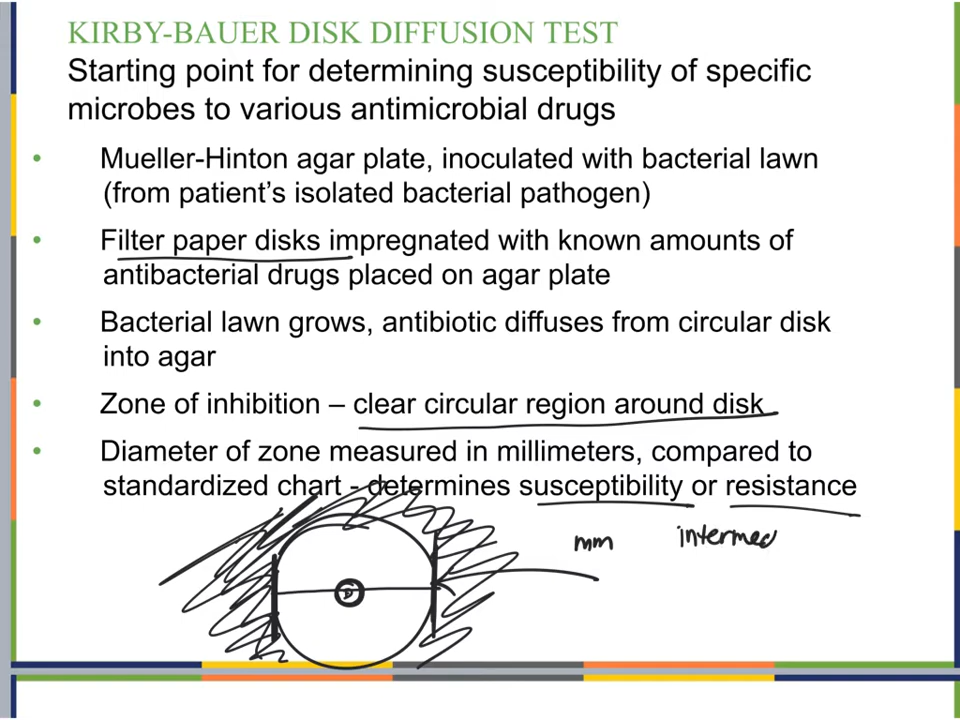 KIRBY-BAUER DISK DIFFUSION TEST
Starting point for determining susceptibility of specific
microbes to various antimicrobial drugs
• Mueller-Hinton agar plate, inoculated with bacterial lawn
(from patient’s isolated bacterial pathogen)
• Filter paper disks impregnated with known amounts of
antibacterial drugs placed on agar plate
• Bacterial lawn grows, antibiotic diffuses from circular disk
into agar
• Zone of inhibition – clear circular region around disk
• Diameter of zone measured in millimeters, compared to
standardized chart - determines susceptibility or resistance
mm intermed
D